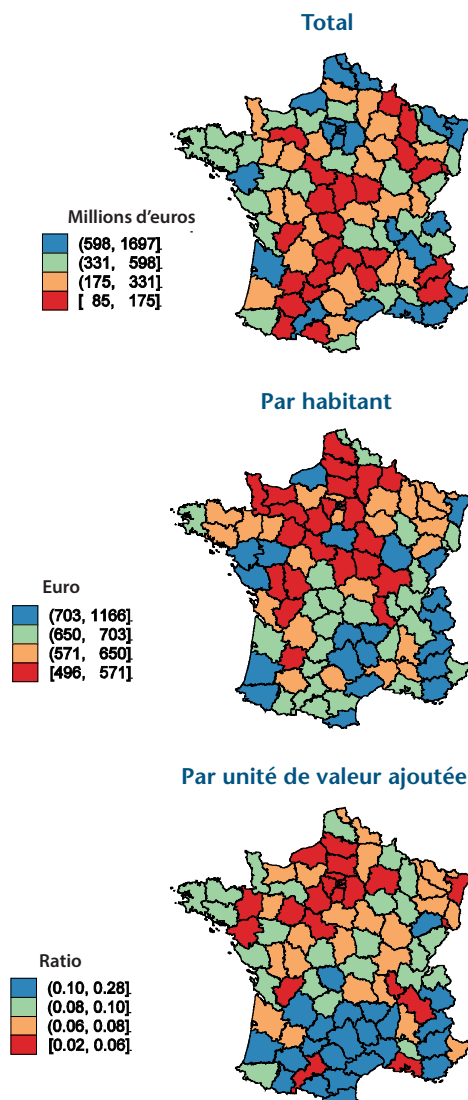 Total
Millions d'euros
(598, 1697]
(331, 598]
(175, 331]
[ 85, 175]
Par habitant
Euro
(703, 1166]
(650, 703]
(571, 650]
[496, 571]
Par unité de valeur ajoutée
Ratio
(0.10, 0.28]
(0.08, 0.10]
(0.06, 0.08]
[0.02, 0.06]